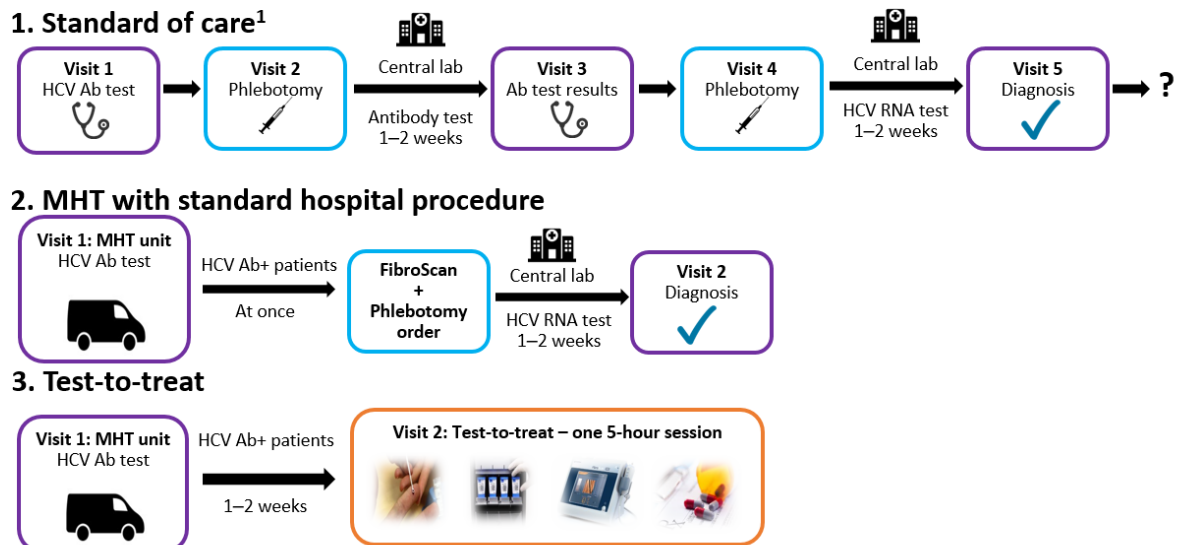 1. Standard of care1
Visit 1
HCV Ab test
Visit 2
Phlebotomy
Central lab
Antibody test
1–2 weeks
Visit 3
Ab test results
Visit 4
Phlebotomy
Central lab
HCV RNA test
1–2 weeks
Visit 5
Diagnosis
?
2. MHT with standard hospital procedure
Visit 1: MHT unit
HCV Ab test
HCV Ab+ patients
At once
FibroScan
+
Phlebotomy
order
Central lab
HCV RNA test
1–2 weeks
Visit 2
Diagnosis
3. Test-to-treat
Visit 1: MHT unit
HCV Ab test
HCV Ab+ patients
1–2 weeks
Visit 2: Test-to-treat – one 5-hour session